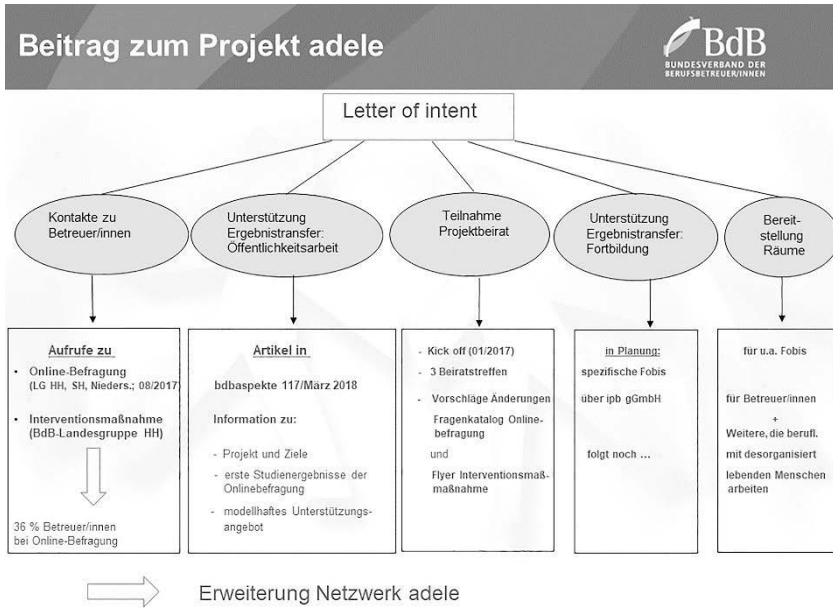 Beitrag zum Projekt adele
BdB
BUNDESVERBAND DER
BERUFSBETREUER/INNEN
Letter of intent
Kontakte zu
Betreuer/innen
Unterstützung
Ergebnistransfer:
Öffentlichkeitsarbeit
Teilnahme
Projektbeirat
Unterstützung
Ergebnistransfer:
Fortbildung
Bereit-
stellung
Räume
Aufrufe zu
• Online-Befragung
(LG HH, SH, Nieders.; 08/2017)
• Interventionsmaßnahme
(BdB-Landesgruppe HH)
36 % Betreuer/innen
bei Online-Befragung
Artikel in
bdbaspekte 117/März 2018
Information zu:
- Projekt und Ziele
- erste Studienergebnisse der
Onlinebefragung
- modellhaftes Unterstützungs-
angebot
- Kick off (01/2017)
- 3 Beiratstreffen
- Vorschläge Änderungen
Fragenkatalog Online-
befragung
und
Flyer Interventionsmaß-
maßnahme
in Planung:
spezifische Fobis
über ipb gGmbH
folgt noch ...
für u.a. Fobis
für Betreuer/innen
+
Weitere, die berufl.
mit desorganisiert
lebenden Menschen
arbeiten
Erweiterung Netzwerk adele